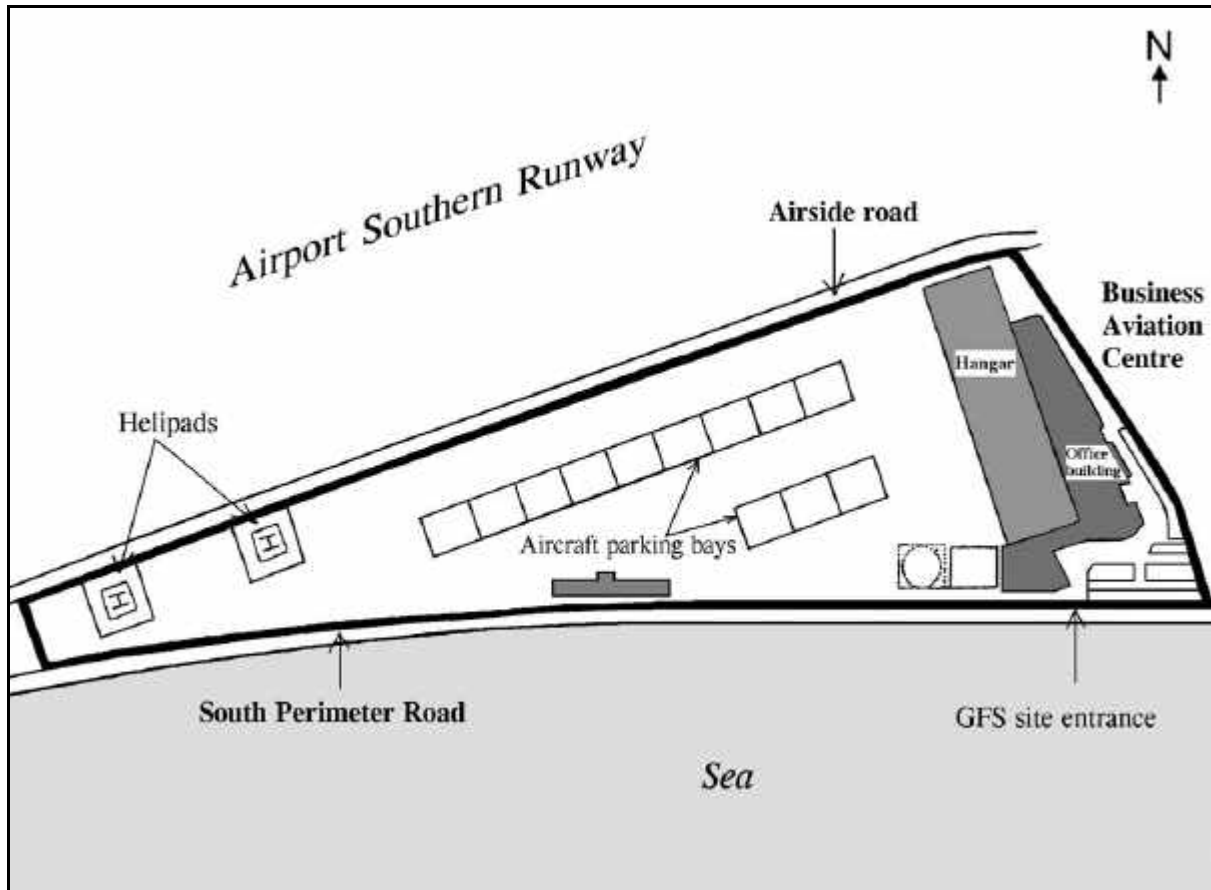 N
Airport Southern Runway
Airside road
Business
Aviation
Centre
Hangar
Helipads
Office
building
H
H
Aircraft parking bays
South Perimeter Road
GFS site entrance
Sea